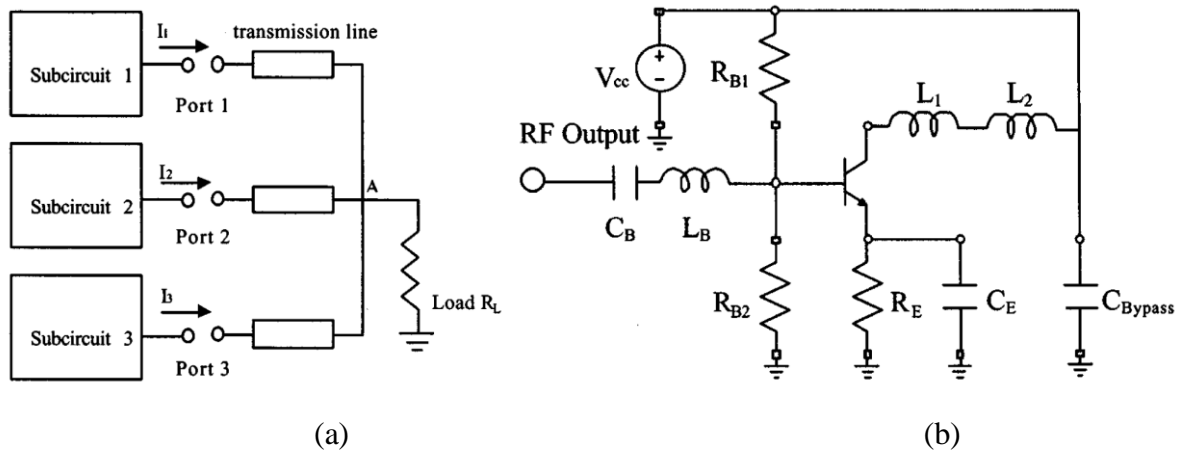 I1
transmission line
Subcircuit 1
Port 1
I2
A
Subcircuit 2
Port 2
I3
Subcircuit 3
Port 3
Load RL
(a)
+
-
Vcc
RB1
L1
L2
RF Output
CB
LB
RB2
RE
CE
CBypass
(b)